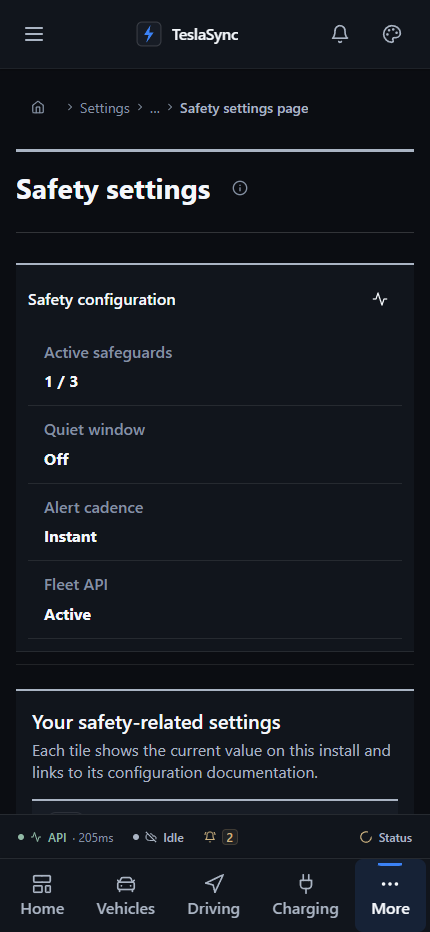 TeslaSync
Settings
...
Safety settings page
Safety settings
Safety configuration
Active safeguards
1 / 3
Quiet window
Off
Alert cadence
Instant
Fleet API
Active
Your safety-related settings
Each tile shows the current value on this install and
links to its configuration documentation.
API · 205ms
Idle
2
Status
Home
Vehicles
Driving
Charging
More